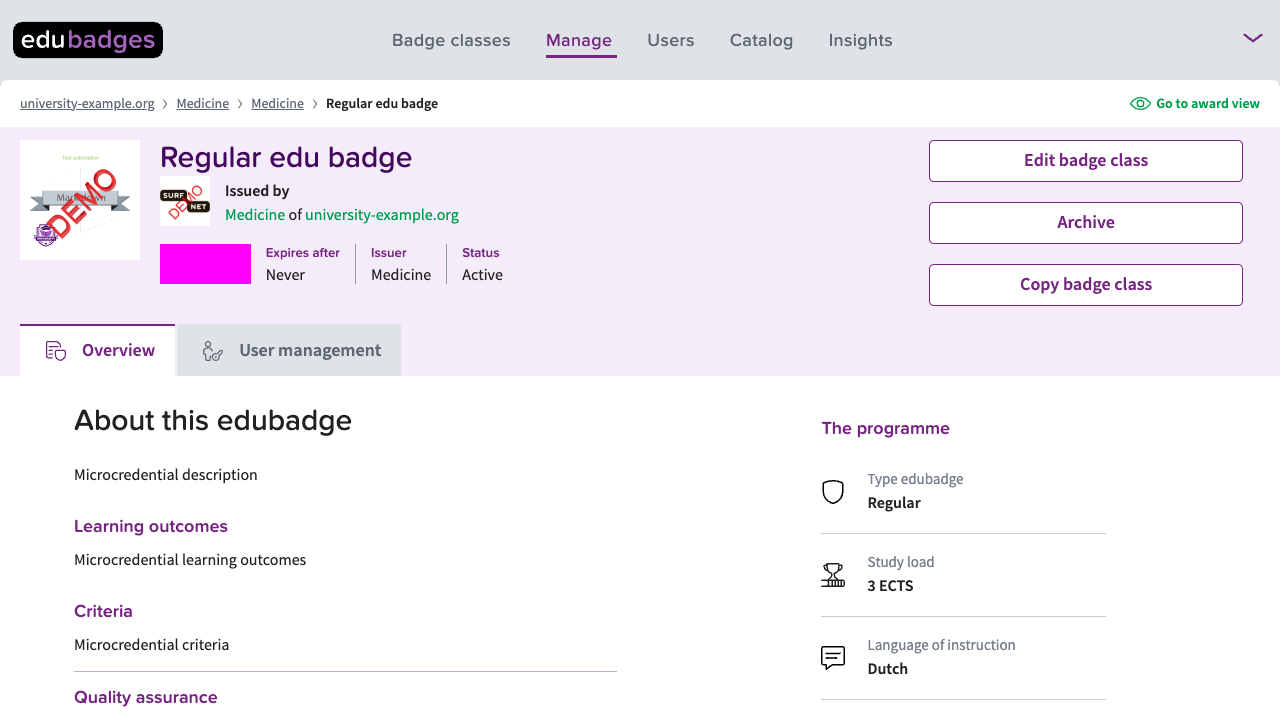 edubadges
Badge classes
Manage
Users
Catalog
Insights
university-example.org > Medicine > Medicine > Regular edu badge
Go to award view
Test automation
DEMO
Regular edu badge
SURF
NET
DEMO
Issued by
Medicine of university-example.org
Expires after
Never
Issuer
Medicine
Status
Active
Edit badge class
Archive
Copy badge class
Overview
User management
About this edubadge
Microcredential description
Learning outcomes
Microcredential learning outcomes
Criteria
Microcredential criteria
Quality assurance
The programme
Type edubadge
Regular
Study load
3 ECTS
Language of instruction
Dutch